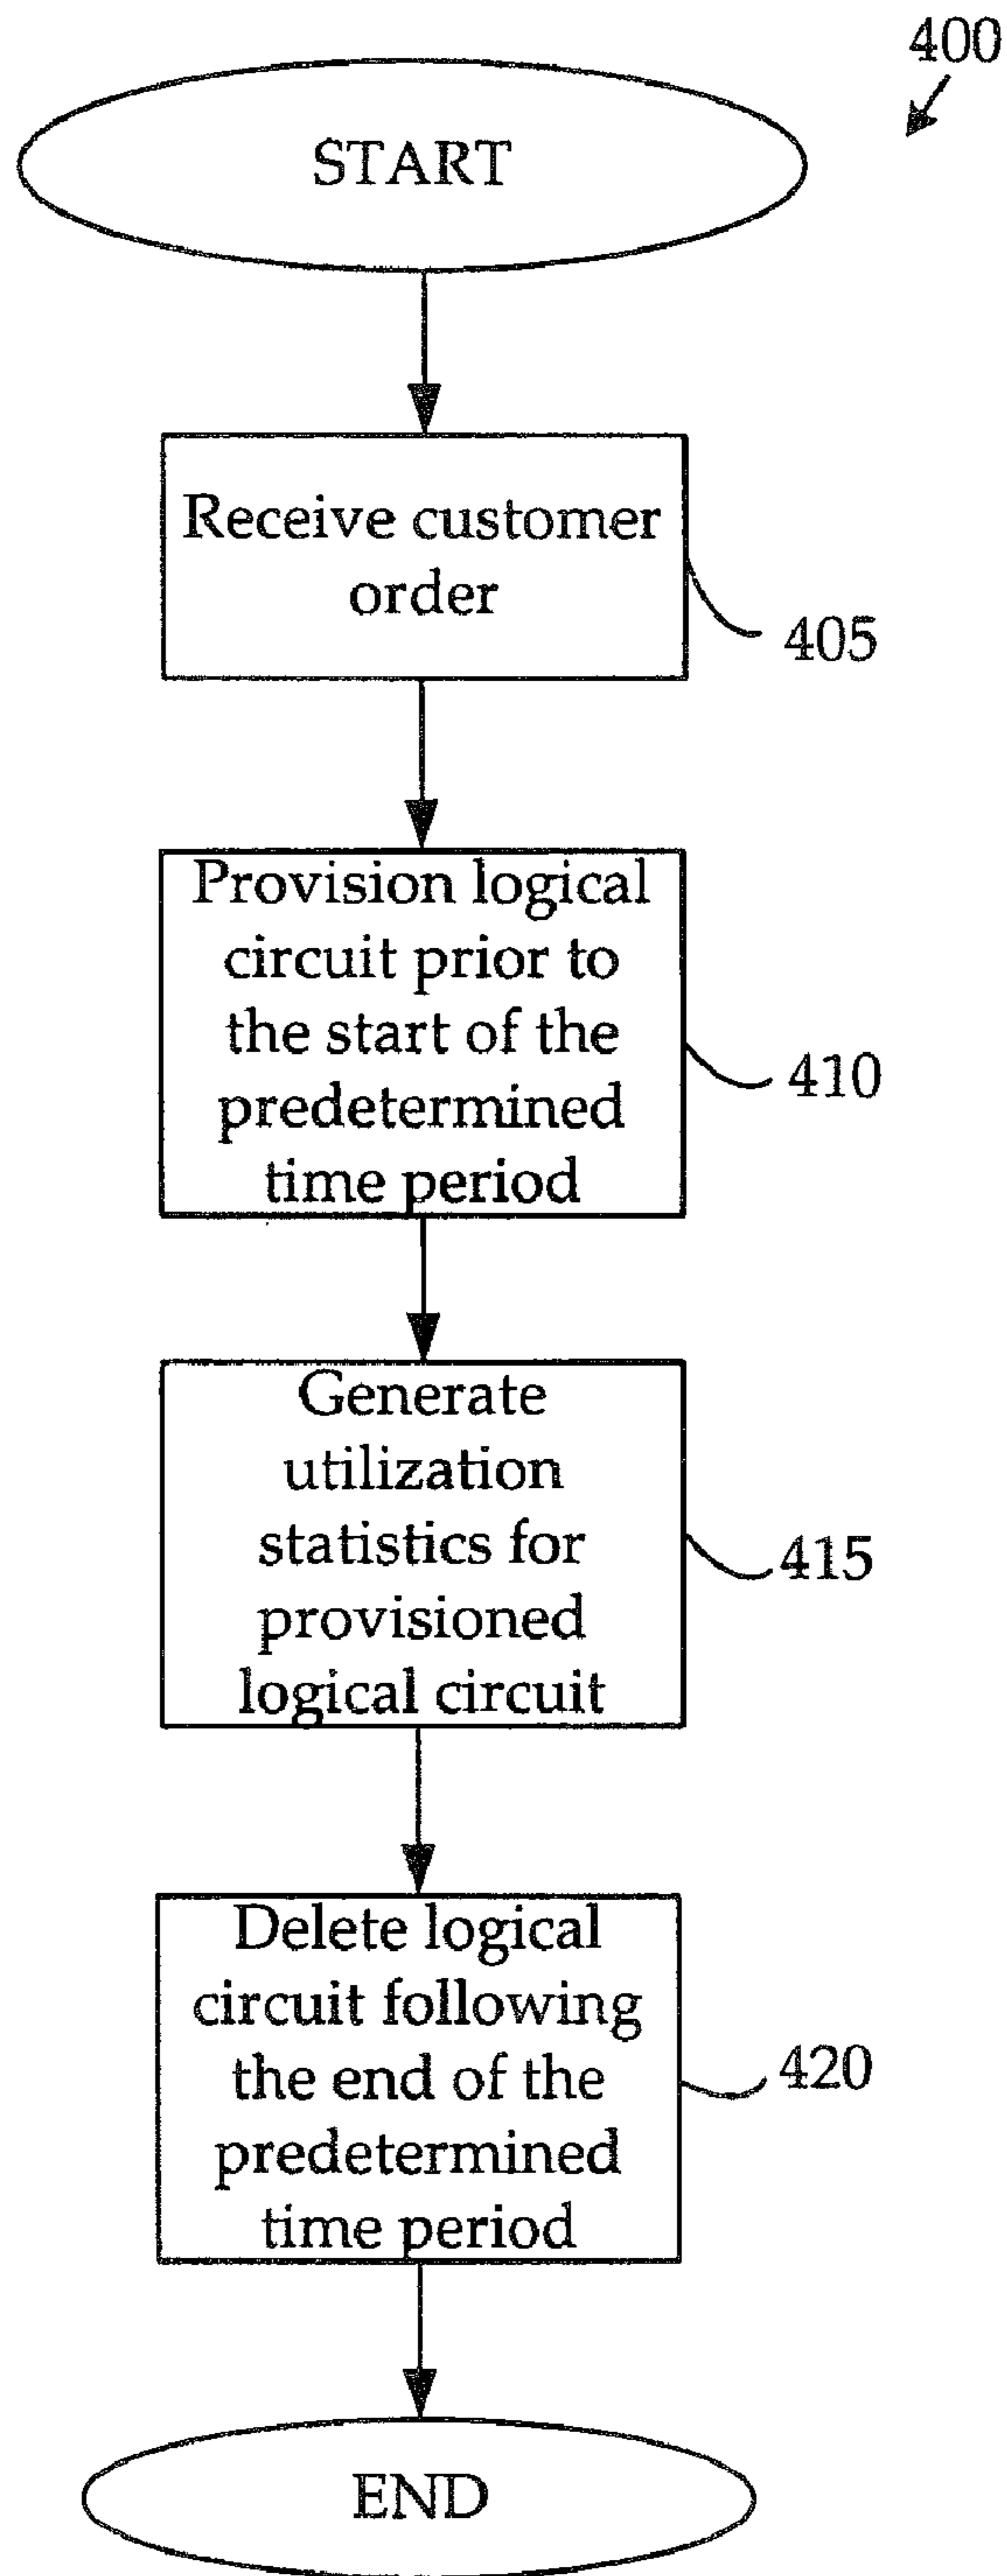 400
START
Receive customer
order
405
Provision logical
circuit prior to
the start of the
predetermined
time period
410
Generate
utilization
statistics for
provisioned
logical circuit
415
Delete logical
circuit following
the end of the
predetermined
time period
420
END